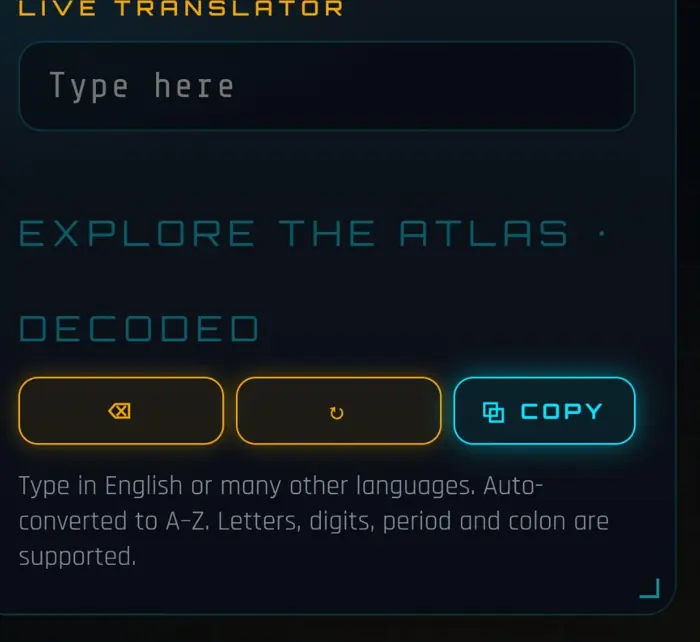 LIVE TRANSLATOR
Type here
EXPLORE THE ATLAS ·
DECODED
COPY
Type in English or many other languages. Auto-
converted to A–Z. Letters, digits, period and colon are
supported.